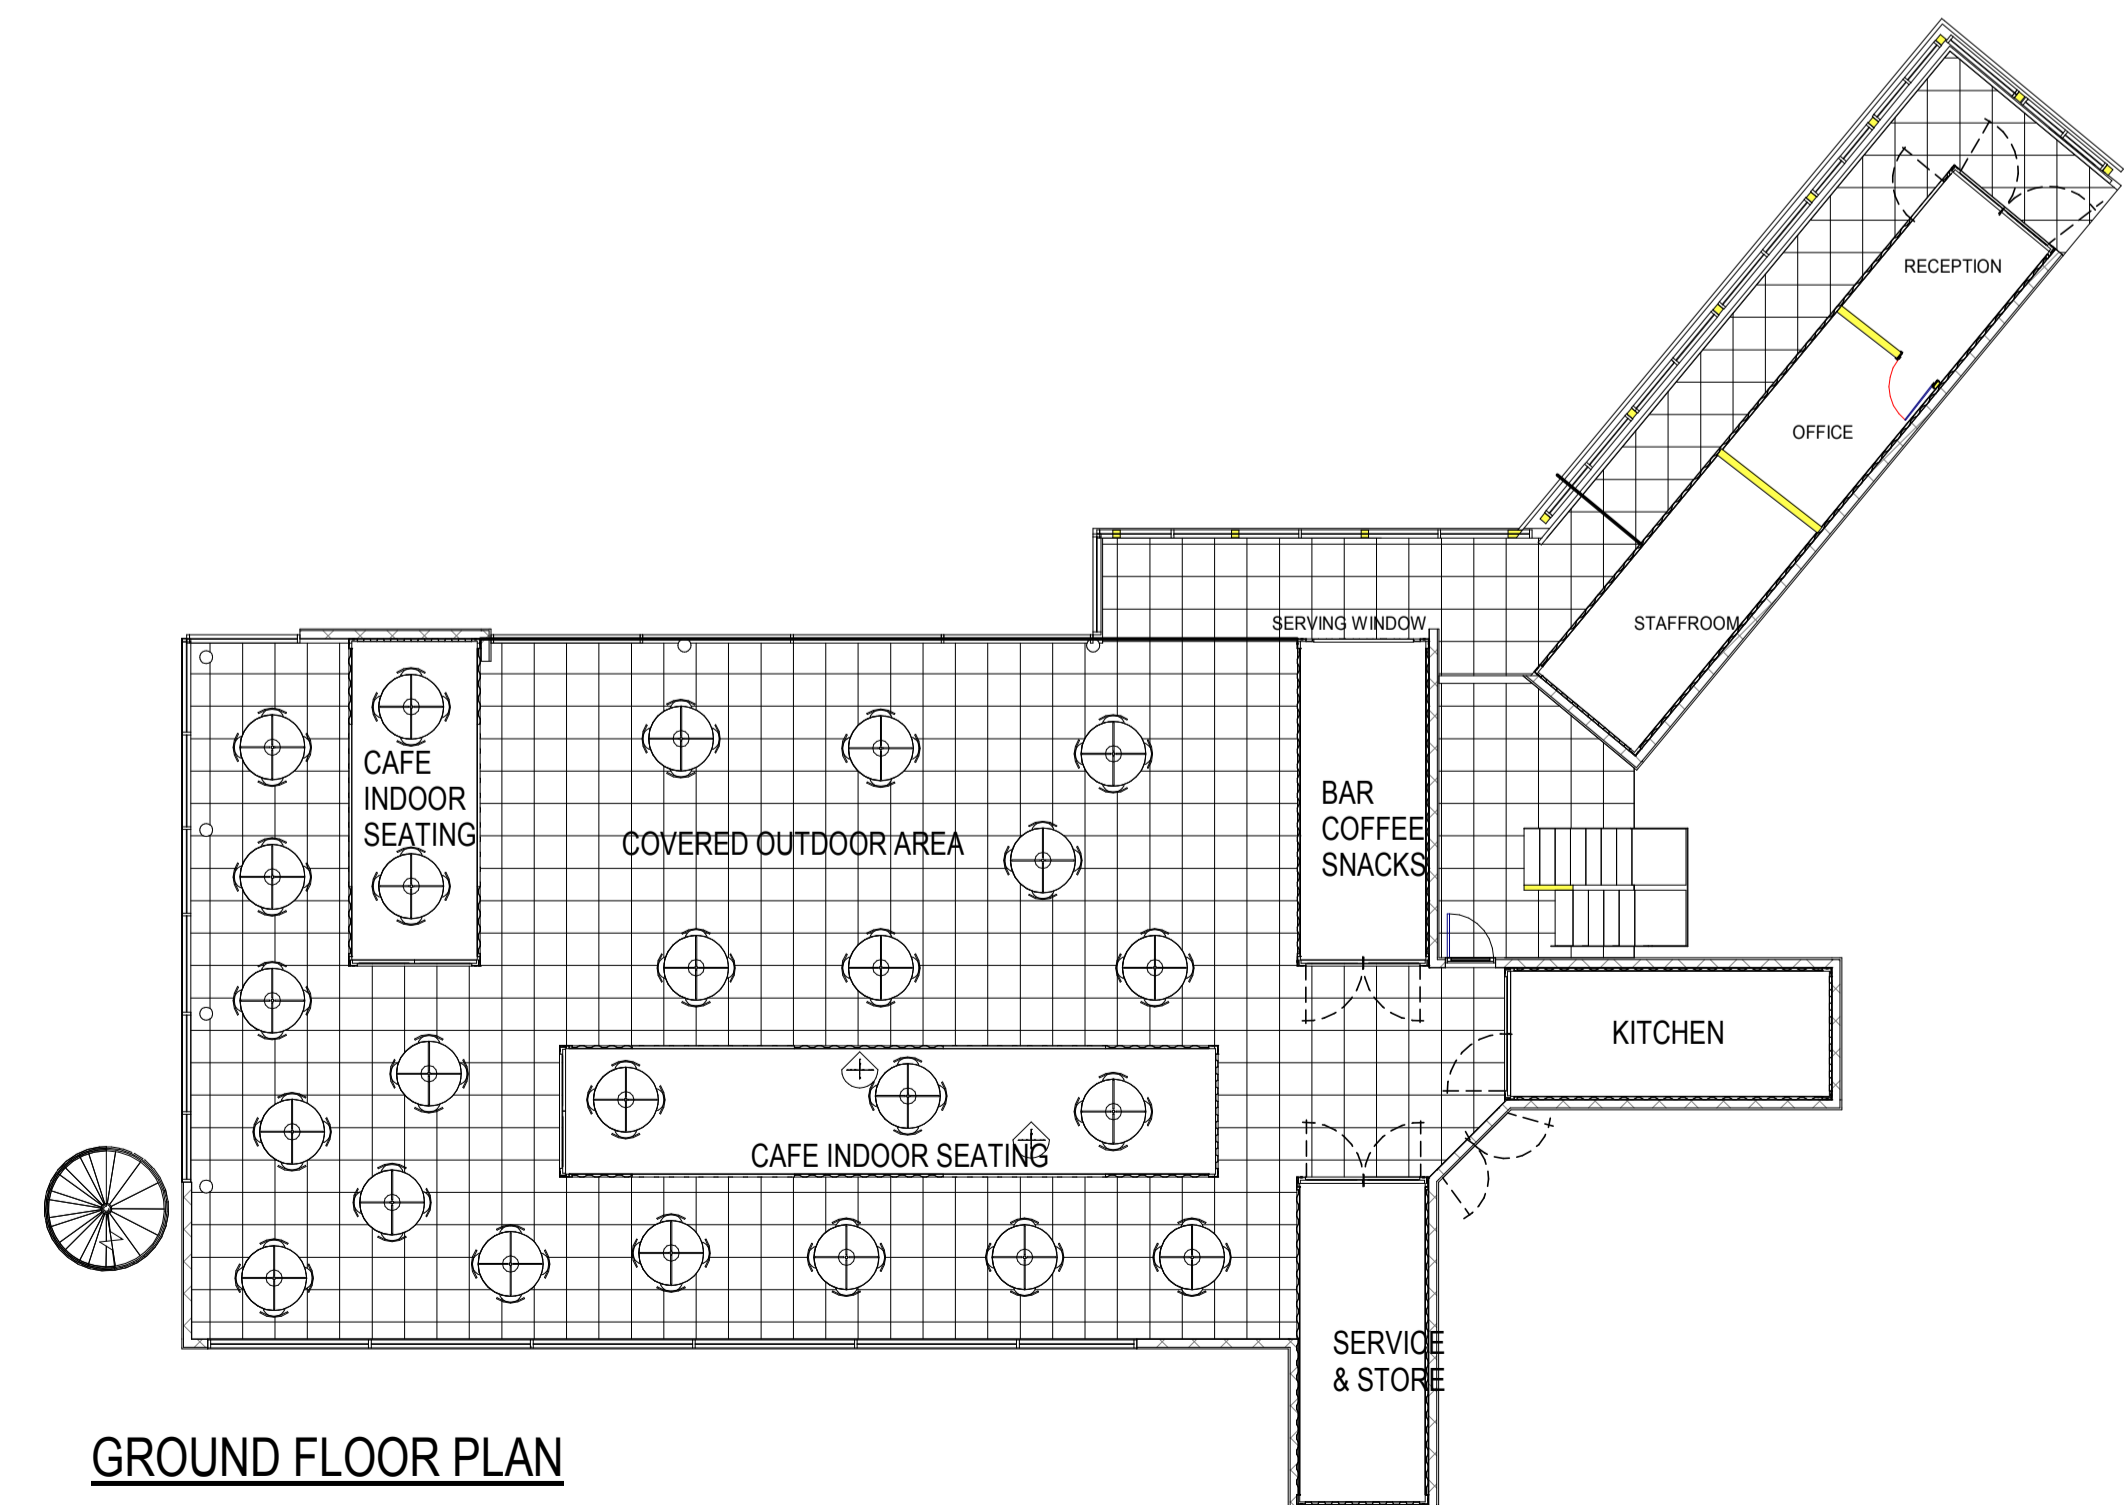 RECEPTION
OFFICE
SERVING WINDOW
STAFFROOM
CAFE
INDOOR
SEATING
COVERED OUTDOOR AREA
BAR
COFFEE
SNACKS
KITCHEN
CAFE INDOOR SEATING
SERVICE
& STORE
GROUND FLOOR PLAN